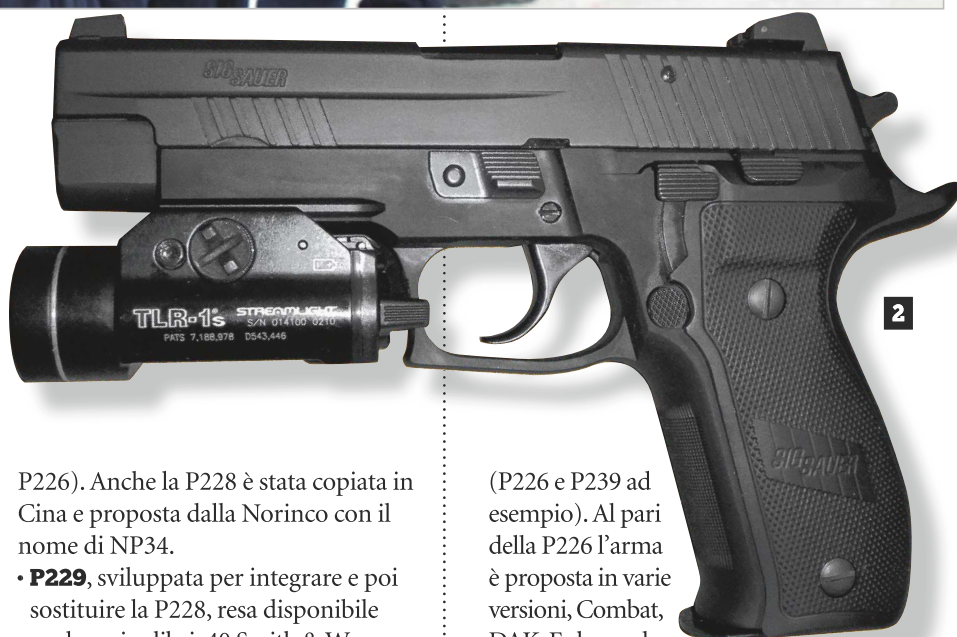 SIG SAUER
TLR-1s STREAMLIGHT
S/N 014100 0210
PATS 7,188,978 D543,446
2
SIG SAUER
P226). Anche la P228 è stata copiata in
Cina e proposta dalla Norinco con il
nome di NP34.
• P229, sviluppata per integrare e poi
sostituire la P228, resa disponibile
(P226 e P239 ad
esempio). Al pari
della P226 l'arma
è proposta in varie
versioni, Combat,